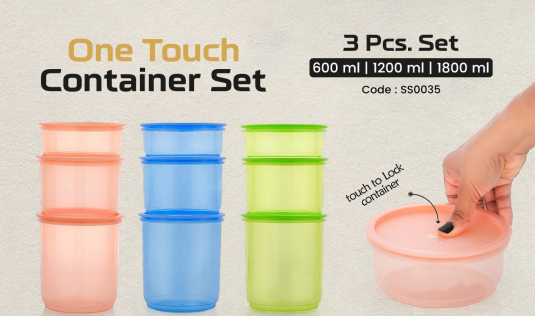 One Touch
Container Set
3 Pcs. Set
600 ml | 1200 ml | 1800 ml
Code : SS0035
touch to Lock
container